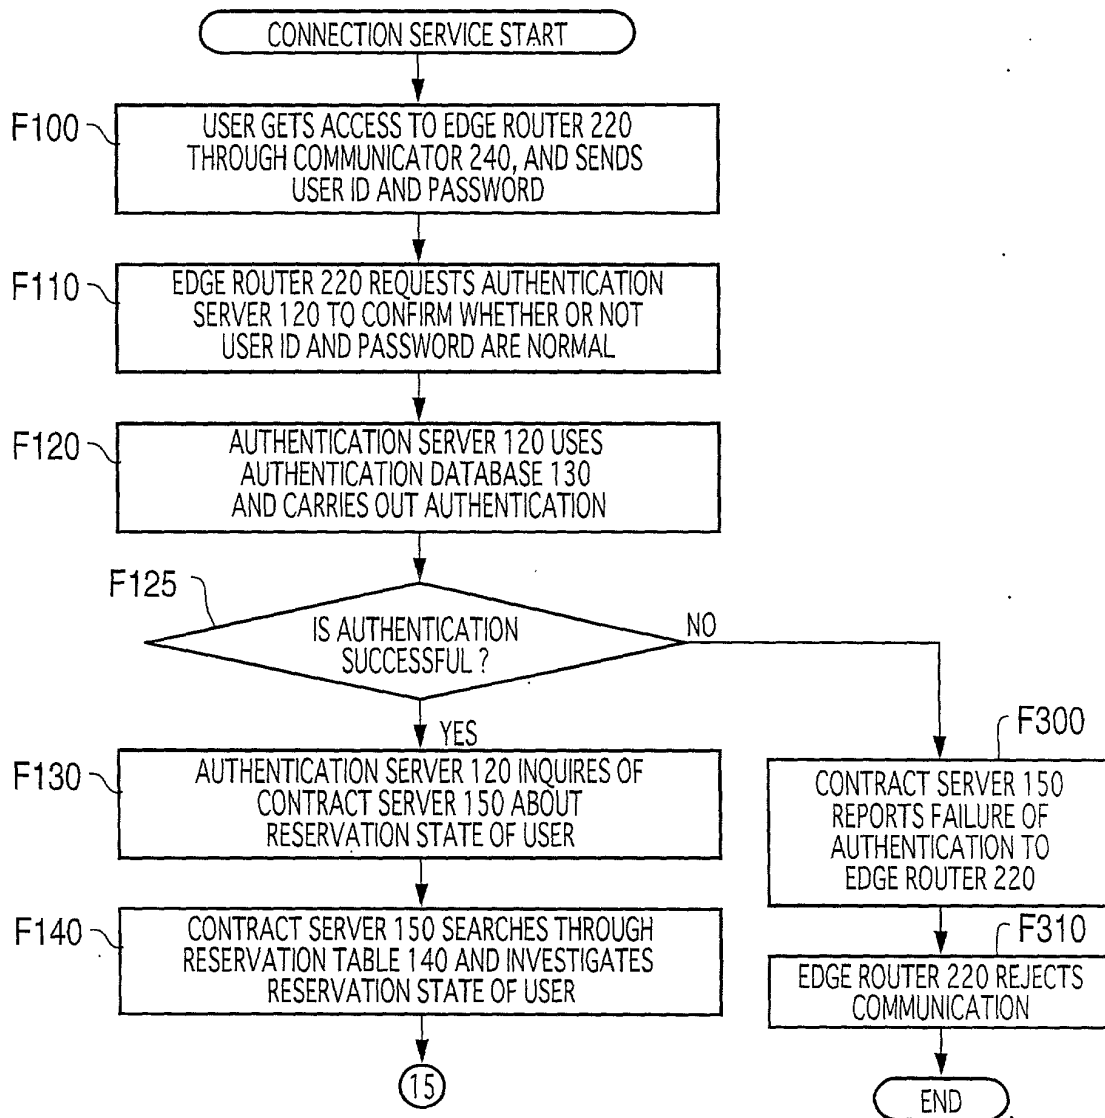 CONNECTION SERVICE START
F100
USER GETS ACCESS TO EDGE ROUTER 220
THROUGH COMMUNICATOR 240, AND SENDS
USER ID AND PASSWORD
F110
EDGE ROUTER 220 REQUESTS AUTHENTICATION
SERVER 120 TO CONFIRM WHETHER OR NOT
USER ID AND PASSWORD ARE NORMAL
F120
AUTHENTICATION SERVER 120 USES
AUTHENTICATION DATABASE 130
AND CARRIES OUT AUTHENTICATION
F125
IS AUTHENTICATION
SUCCESSFUL ?
NO
YES
F130
AUTHENTICATION SERVER 120 INQUIRES OF
CONTRACT SERVER 150 ABOUT
RESERVATION STATE OF USER
F140
CONTRACT SERVER 150 SEARCHES THROUGH
RESERVATION TABLE 140 AND INVESTIGATES
RESERVATION STATE OF USER
15
F300
CONTRACT SERVER 150
REPORTS FAILURE OF
AUTHENTICATION TO
EDGE ROUTER 220
F310
EDGE ROUTER 220 REJECTS
COMMUNICATION
END